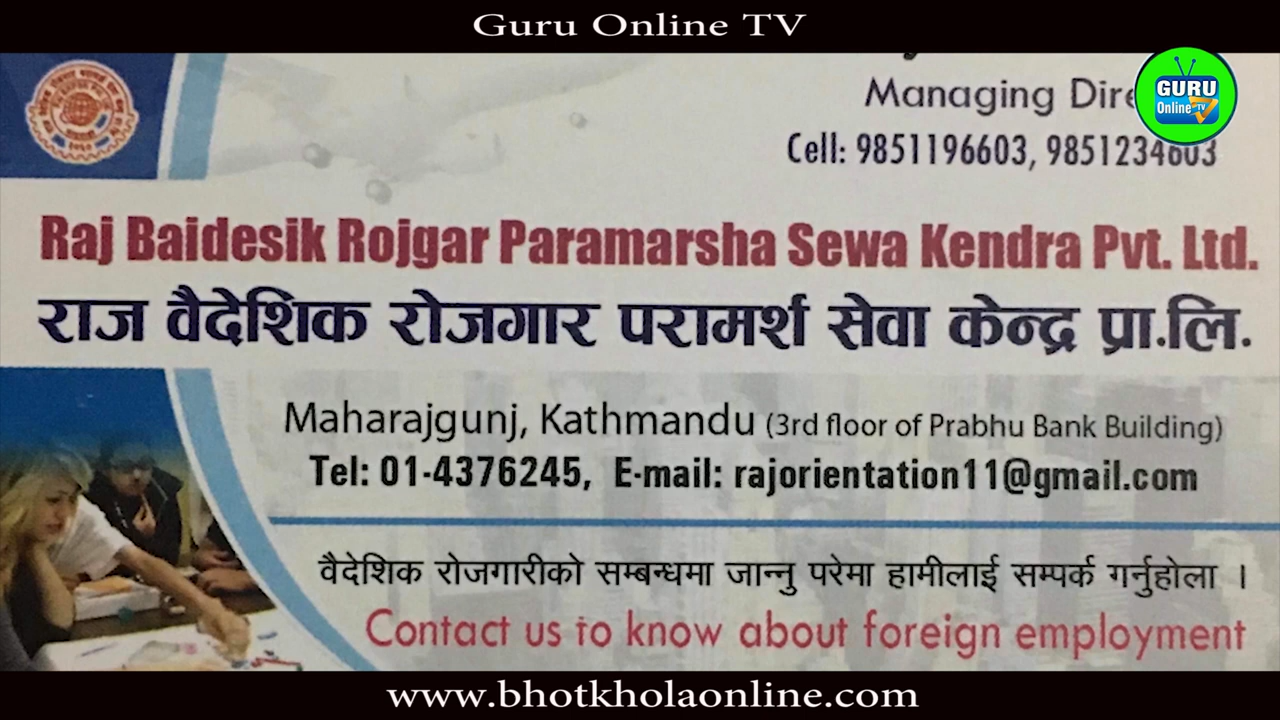 Guru Online TV
GURU
Online TV
Managing
Cell: 9851196603, 9851234603
Raj Baidesik Rojgar Paramarsha Sewa Kendra Pvt. Ltd.
राज वैदेशिक रोजगार परामर्श सेवा केन्द्र प्रा.लि.
Maharajgunj, Kathmandu (3rd floor of Prabhu Bank Building)
Tel: 01-4376245, E-mail: rajorientation11@gmail.com
वैदेशिक रोजगारीको सम्बन्धमा जान्नु परेमा हामीलाई सम्पर्क गर्नुहोला ।
Contact us to know about foreign employment
www.bhotkholaonline.com